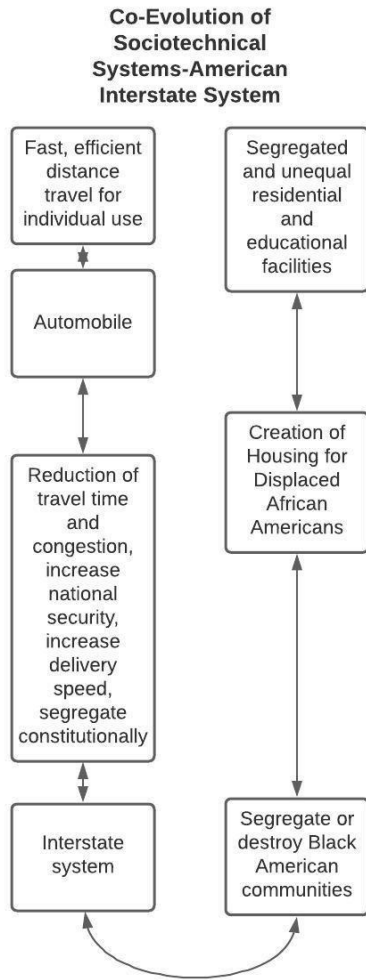 Co-Evolution of
Sociotechnical
Systems-American
Interstate System
Fast, efficient
distance
travel for
individual use
Automobile
Reduction of
travel time
and
congestion,
increase
national
security,
increase
delivery
speed,
segregate
constitutionally
Interstate
system
Segregated
and unequal
residential
and
educational
facilities
Creation of
Housing for
Displaced
African
Americans
Segregate or
destroy Black
American
communities